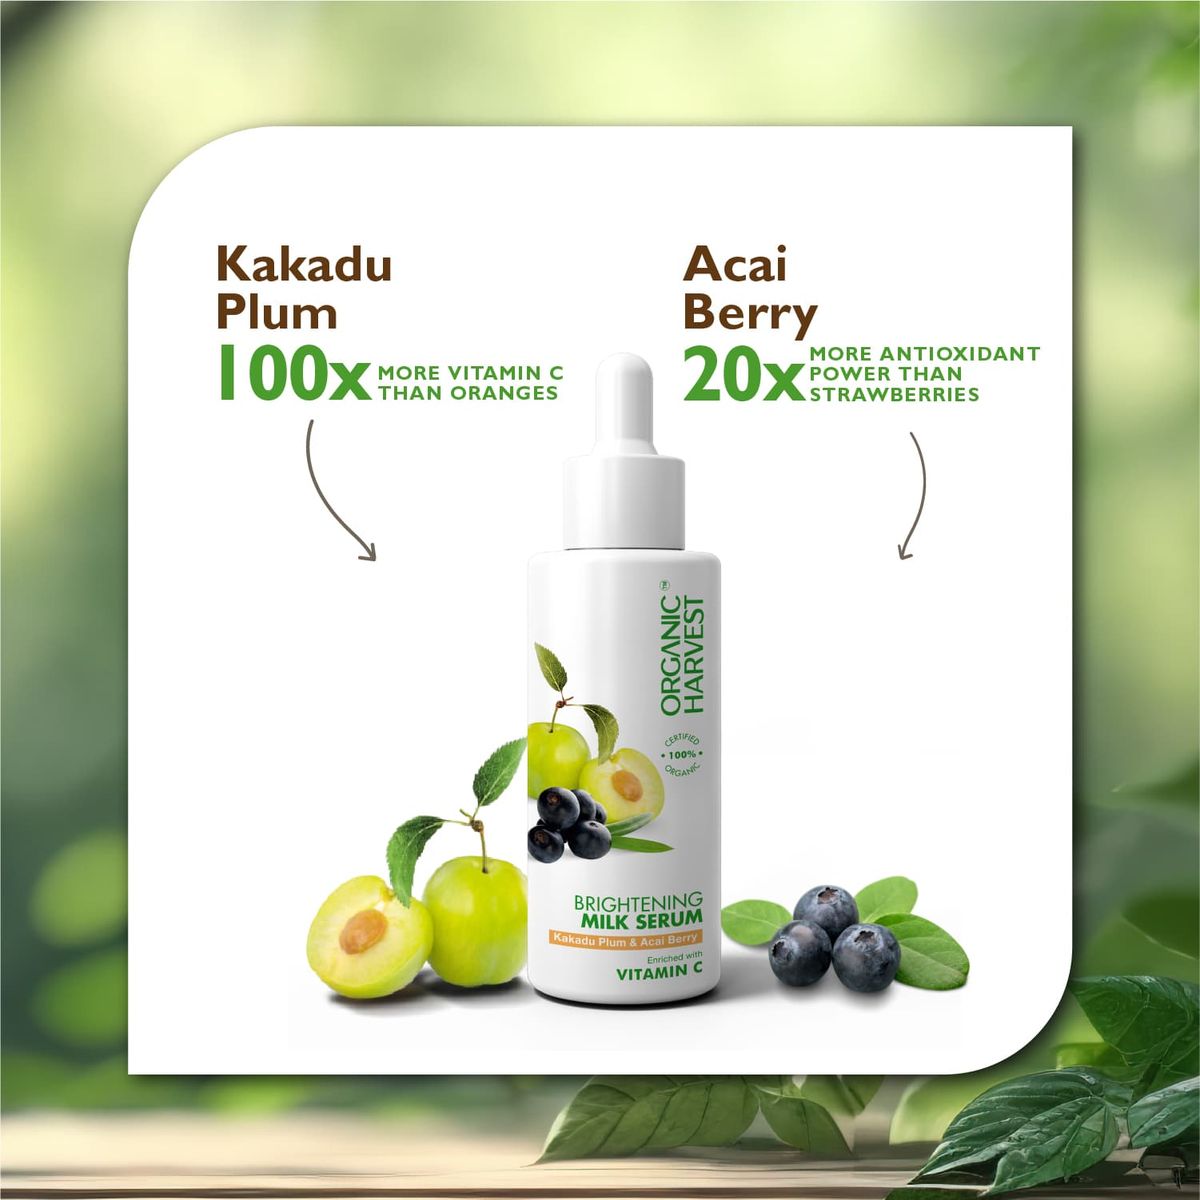 Kakadu
Plum
100x MORE VITAMIN C
THAN ORANGES
Acai
Berry
20x MORE ANTIOXIDANT
POWER THAN
STRAWBERRIES
ORGANIC
HARVEST
TM
CERTIFIED
• 100% •
ORGANIC
BRIGHTENING
MILK SERUM
Kakadu Plum & Acai Berry
Enriched with
VITAMIN C